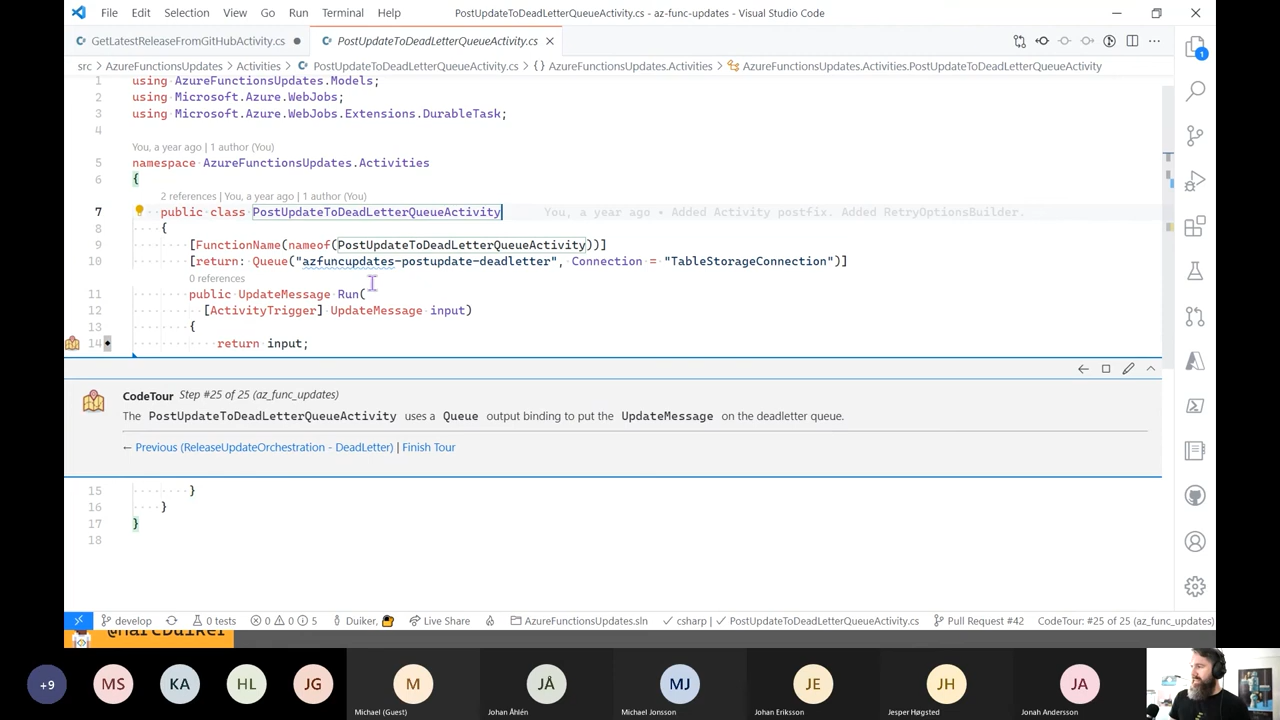 File Edit Selection View Go Run Terminal Help PostUpdateToDeadLetterQueueActivity.cs - az-func-updates - Visual Studio Code
GetLatestReleaseFromGitHubActivity.cs PostUpdateToDeadLetterQueueActivity.cs
src > AzureFunctionsUpdates > Activities > PostUpdateToDeadLetterQueueActivity.cs > {} AzureFunctionsUpdates.Activities > AzureFunctionsUpdates.Activities.PostUpdateToDeadLetterQueueActivity
1
1 using AzureFunctionsUpdates.Models;
2 using Microsoft.Azure.WebJobs;
3 using Microsoft.Azure.WebJobs.Extensions.DurableTask;
4
You, a year ago | 1 author (You)
5 namespace AzureFunctionsUpdates.Activities
6 {
2 references | You, a year ago | 1 author (You)
7 public class PostUpdateToDeadLetterQueueActivity You, a year ago • Added Activity postfix. Added RetryOptionsBuilder.
8 {
9 [FunctionName(nameof(PostUpdateToDeadLetterQueueActivity))]
10 [return: Queue("azfuncupdates-postupdate-deadletter", Connection = "TableStorageConnection")]
0 references
11 public UpdateMessage Run(
12 [ActivityTrigger] UpdateMessage input)
13 {
14 return input;
CodeTour Step #25 of 25 (az_func_updates)
The PostUpdateToDeadLetterQueueActivity uses a Queue output binding to put the UpdateMessage on the deadletter queue.
← Previous (ReleaseUpdateOrchestration - DeadLetter) | Finish Tour
15 }
16 }
17 }
18
develop 0 tests 0 0 5 Duiker, Live Share AzureFunctionsUpdates.sln csharp | PostUpdateToDeadLetterQueueActivity.cs Pull Request #42 CodeTour: #25 of 25 (az_func_updates)
@MarcDuiker
+9 MS KA HL JG M JÅ MJ JE JH JA
Michael (Guest) Johan Åhlén Michael Jonsson Johan Eriksson Jesper Høgsted Jonah Andersson